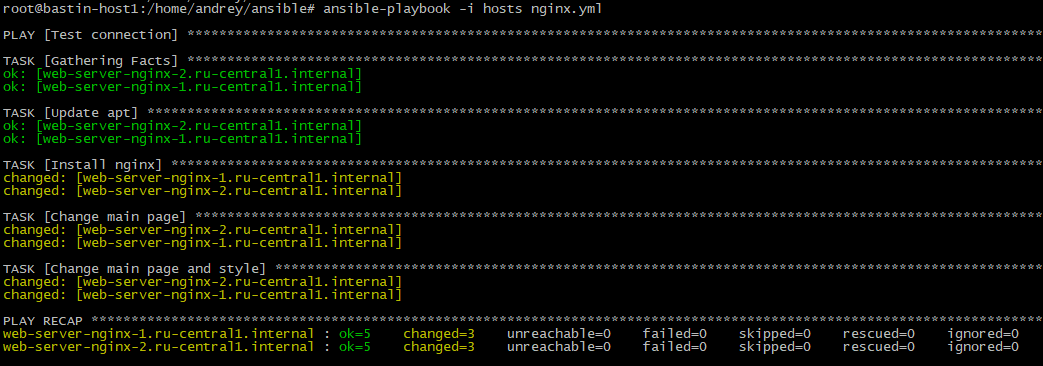 root@bastin-host1:/home/andrey/ansible# ansible-playbook -i hosts nginx.yml
PLAY [Test connection] **********************************************************************************************************
TASK [Gathering Facts] **********************************************************************************************************
ok: [web-server-nginx-2.ru-central1.internal]
ok: [web-server-nginx-1.ru-central1.internal]
TASK [Update apt] ***************************************************************************************************************
ok: [web-server-nginx-2.ru-central1.internal]
ok: [web-server-nginx-1.ru-central1.internal]
TASK [Install nginx] ************************************************************************************************************
changed: [web-server-nginx-1.ru-central1.internal]
changed: [web-server-nginx-2.ru-central1.internal]
TASK [Change main page] *********************************************************************************************************
changed: [web-server-nginx-2.ru-central1.internal]
changed: [web-server-nginx-1.ru-central1.internal]
TASK [Change main page and style] ***********************************************************************************************
changed: [web-server-nginx-2.ru-central1.internal]
changed: [web-server-nginx-1.ru-central1.internal]
PLAY RECAP **********************************************************************************************************************
web-server-nginx-1.ru-central1.internal : ok=5    changed=3    unreachable=0    failed=0    skipped=0    rescued=0    ignored=0
web-server-nginx-2.ru-central1.internal : ok=5    changed=3    unreachable=0    failed=0    skipped=0    rescued=0    ignored=0